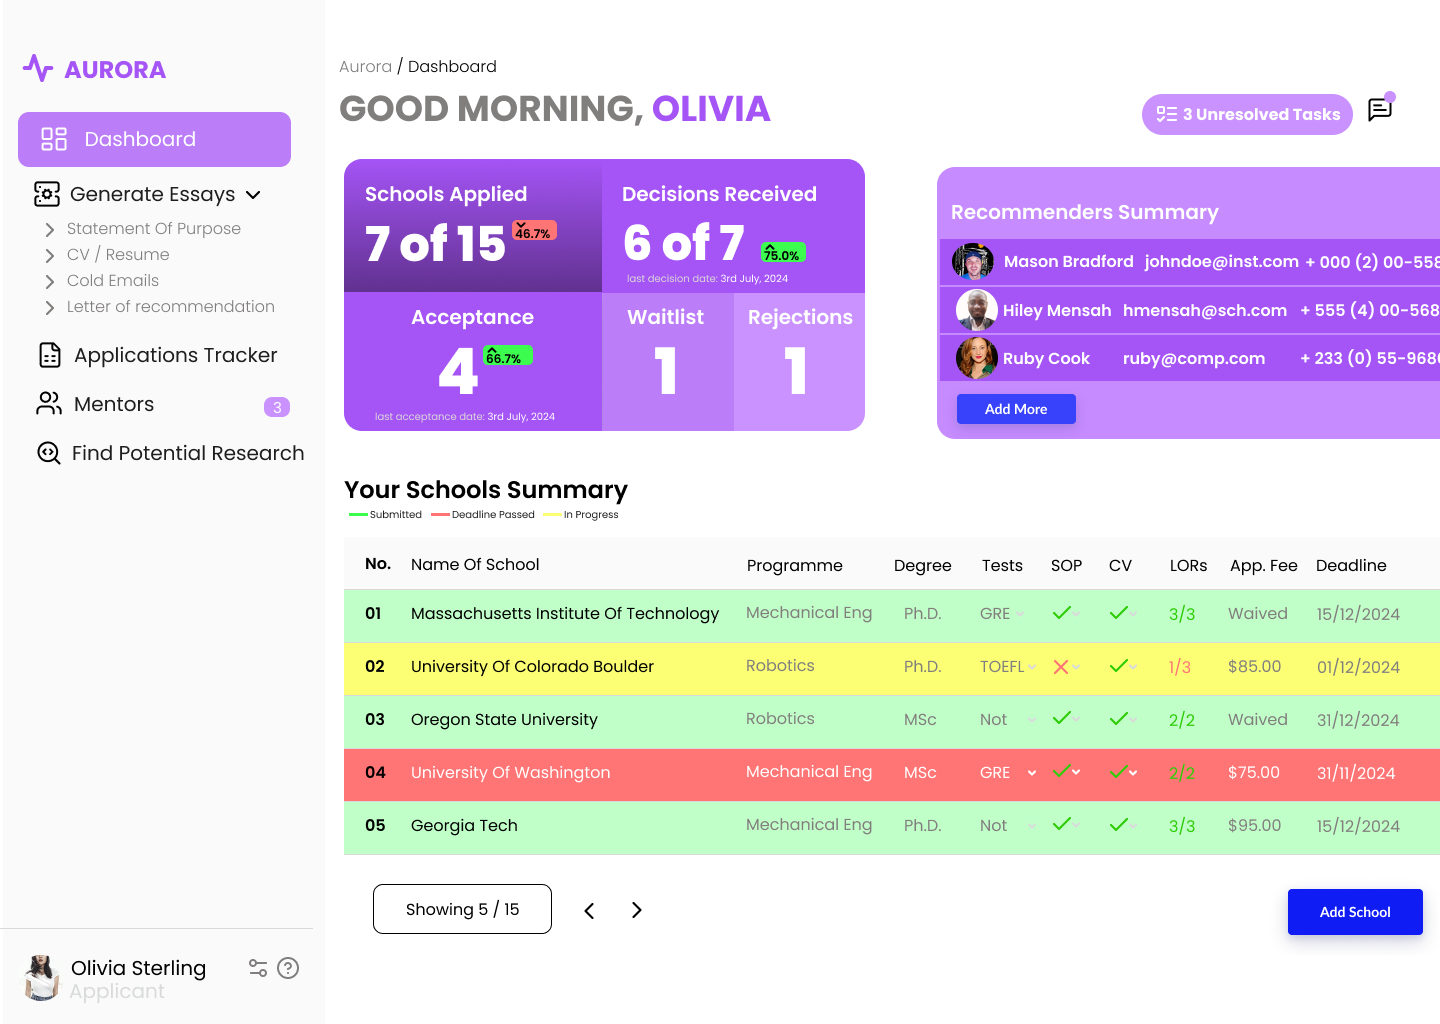 AURORA
Dashboard
Generate Essays
Statement Of Purpose
CV / Resume
Cold Emails
Letter of recommendation
Applications Tracker
Mentors 3
Find Potential Research
Olivia Sterling
Applicant
Aurora / Dashboard
GOOD MORNING, OLIVIA
3 Unresolved Tasks
Schools Applied
7 of 15 46.7%
Decisions Received
6 of 7 75.0%
last decision date: 3rd July, 2024
Acceptance
4 66.7%
last acceptance date: 3rd July, 2024
Waitlist
1
Rejections
1
Recommenders Summary
Mason Bradford johndoe@inst.com + 000 (2) 00-558
Hiley Mensah hmensah@sch.com + 555 (4) 00-568
Ruby Cook ruby@comp.com + 233 (0) 55-968
Add More
Your Schools Summary
Submitted Deadline Passed In Progress
No. Name Of School Programme Degree Tests SOP CV LORs App. Fee Deadline
01 Massachusetts Institute Of Technology Mechanical Eng Ph.D. GRE 3/3 Waived 15/12/2024
02 University Of Colorado Boulder Robotics Ph.D. TOEFL 1/3 $85.00 01/12/2024
03 Oregon State University Robotics MSc Not 2/2 Waived 31/12/2024
04 University Of Washington Mechanical Eng MSc GRE 2/2 $75.00 31/11/2024
05 Georgia Tech Mechanical Eng Ph.D. Not 3/3 $95.00 15/12/2024
Showing 5 / 15
Add School